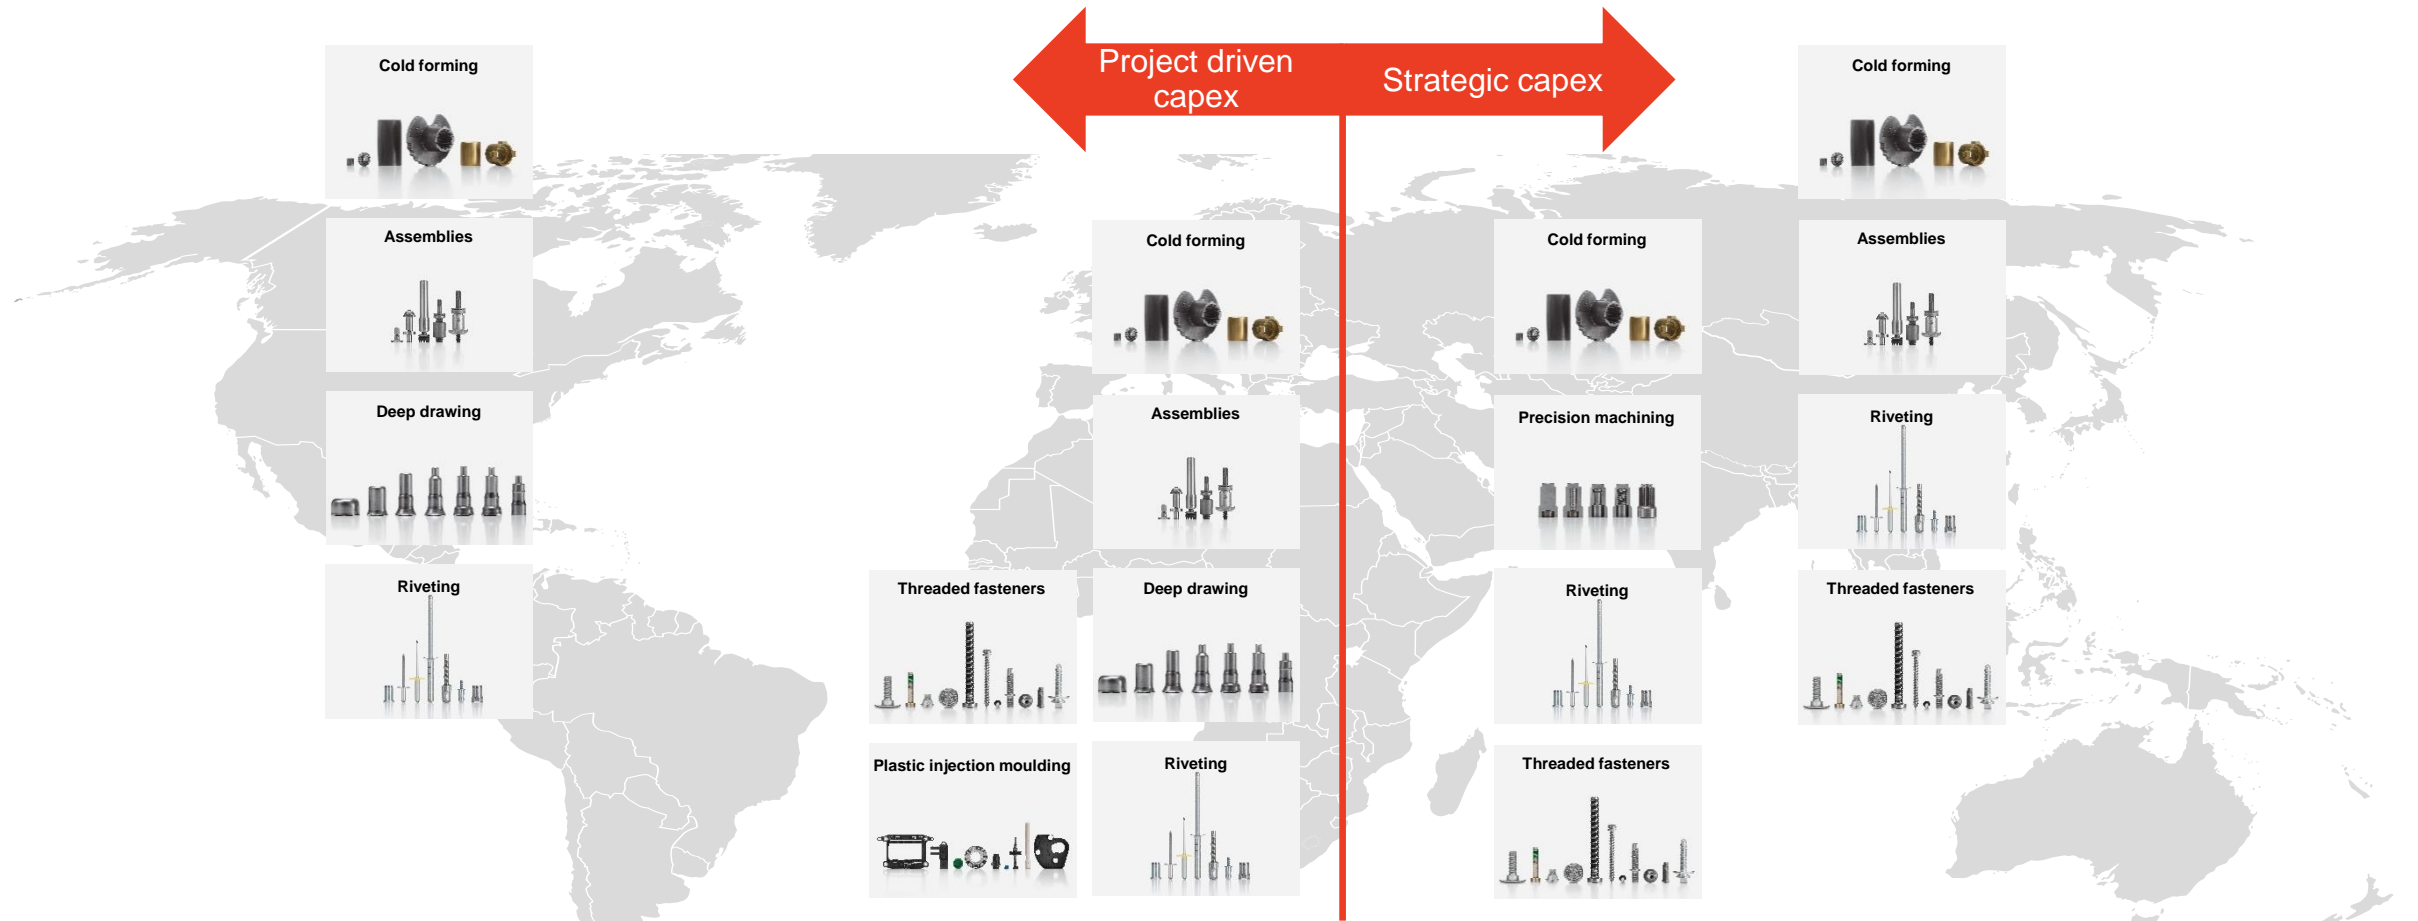 Project driven
capex
Strategic capex
Cold forming
Assemblies
Deep drawing
Riveting
Cold forming
Assemblies
Threaded fasteners
Deep drawing
Plastic injection moulding
Riveting
Cold forming
Precision machining
Riveting
Threaded fasteners
Cold forming
Assemblies
Riveting
Threaded fasteners